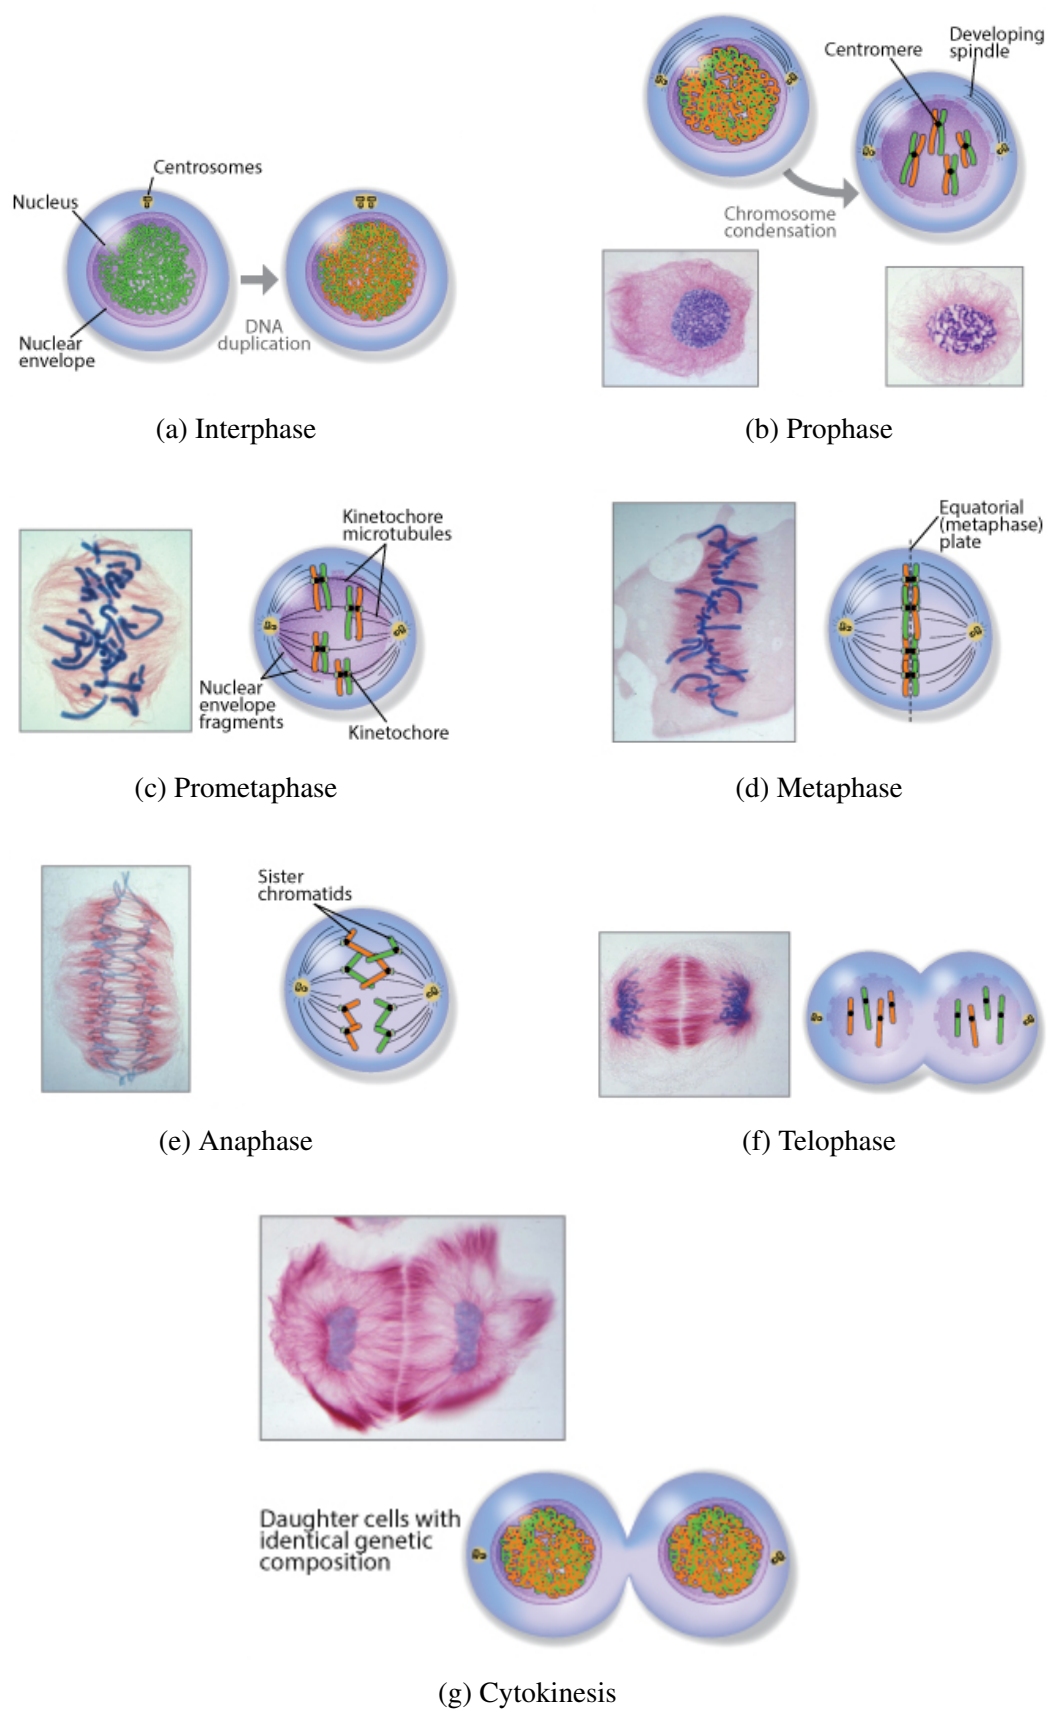 Centrosomes
Nucleus
DNA
duplication
Nuclear
envelope
(a) Interphase
Developing
spindle
Centromere
Chromosome
condensation
(b) Prophase
Kinetochore
microtubules
Nuclear
envelope
fragments
Kinetochore
(c) Prometaphase
Equatorial
(metaphase)
plate
(d) Metaphase
Sister
chromatids
(e) Anaphase
(f) Telophase
Daughter cells with
identical genetic
composition
(g) Cytokinesis